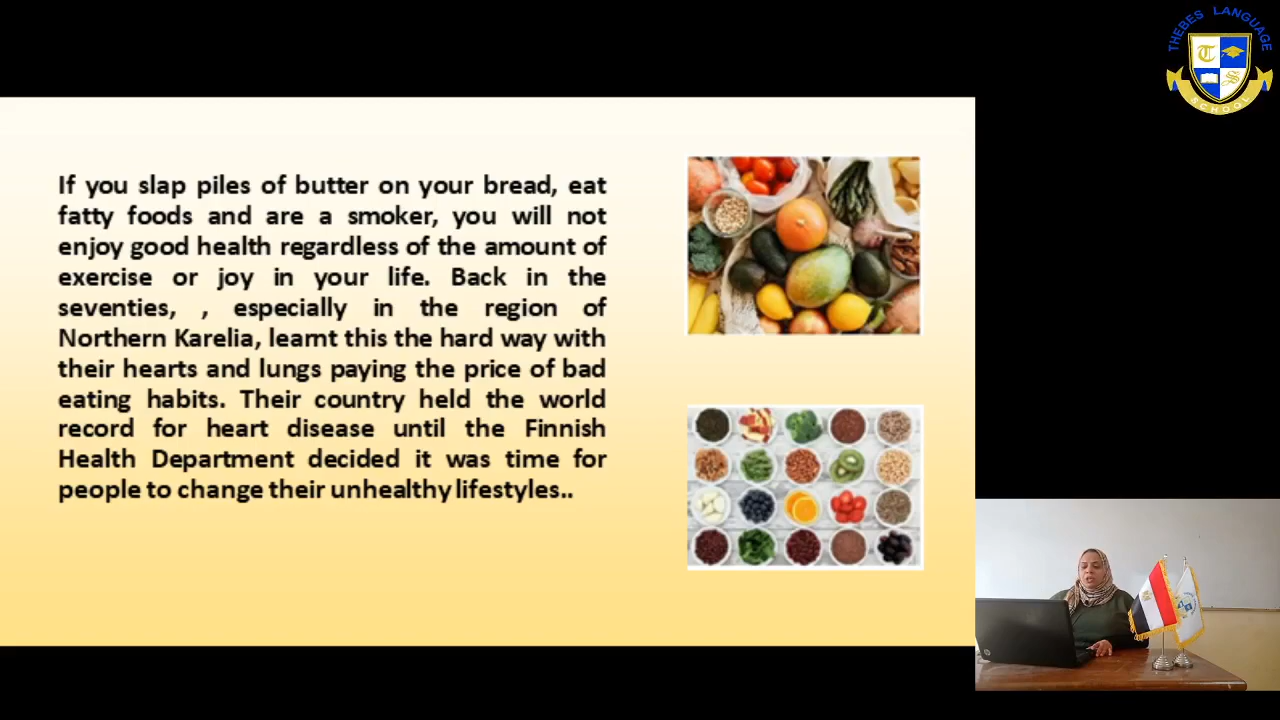 THEBES LANGUAGE
SCHOOL
If you slap piles of butter on your bread, eat
fatty foods and are a smoker, you will not
enjoy good health regardless of the amount of
exercise or joy in your life. Back in the
seventies, , especially in the region of
Northern Karelia, learnt this the hard way with
their hearts and lungs paying the price of bad
eating habits. Their country held the world
record for heart disease until the Finnish
Health Department decided it was time for
people to change their unhealthy lifestyles..